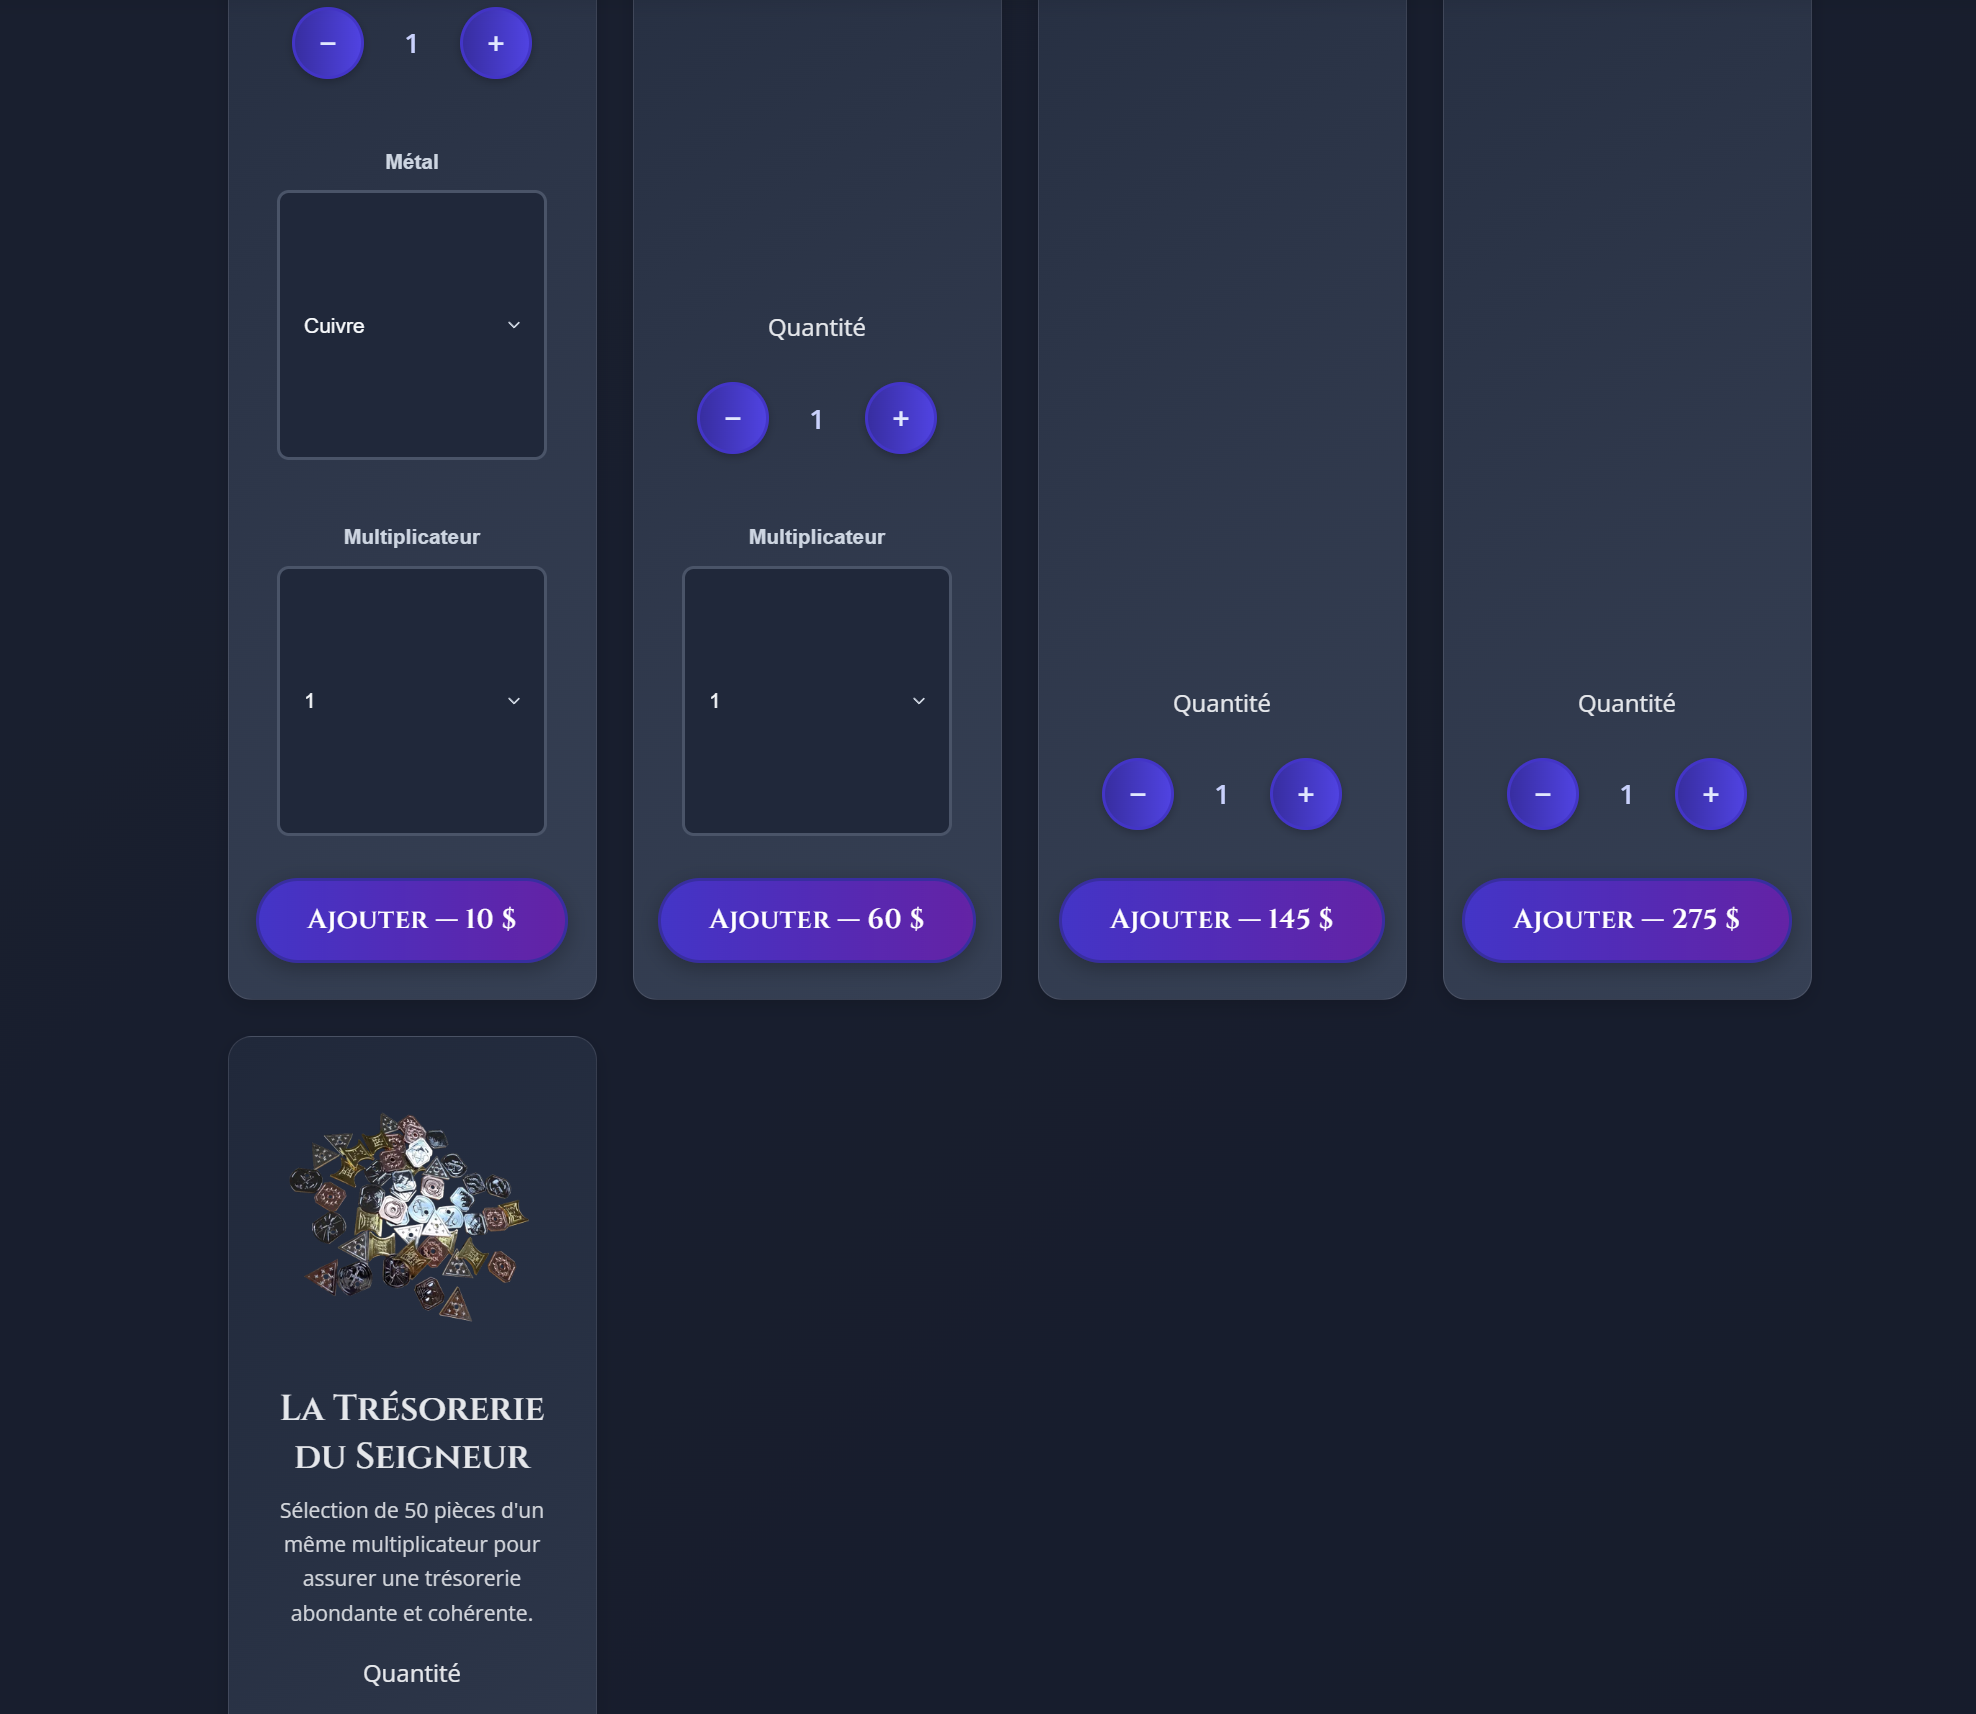 − 1 +
Métal
Cuivre
Multiplicateur
1
Ajouter — 10 $
Quantité
− 1 +
Multiplicateur
1
Ajouter — 60 $
Quantité
− 1 +
Ajouter — 145 $
Quantité
− 1 +
Ajouter — 275 $
La Trésorerie
du Seigneur
Sélection de 50 pièces d'un
même multiplicateur pour
assurer une trésorerie
abondante et cohérente.
Quantité